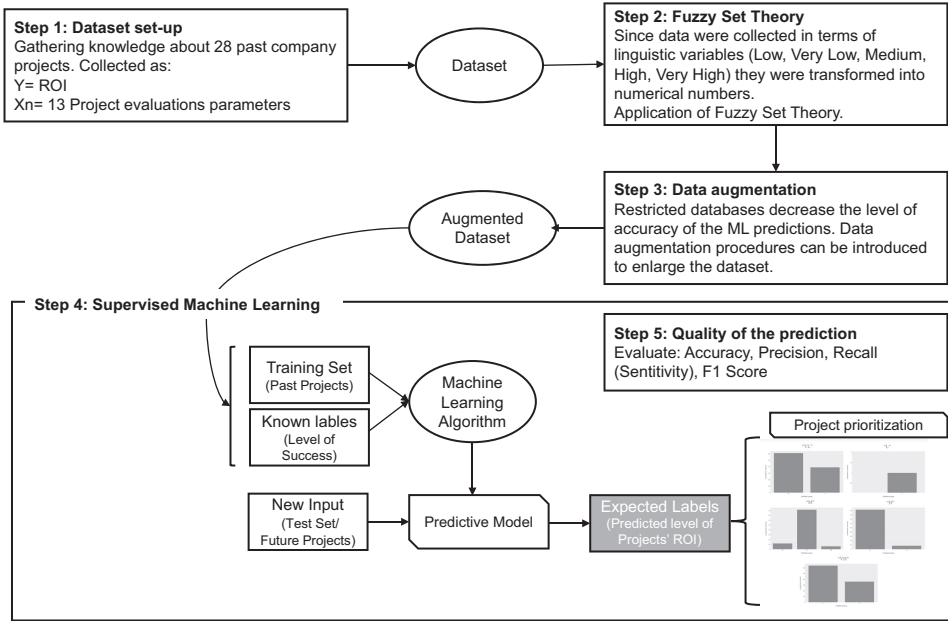 Step 1: Dataset set-up
Gathering knowledge about 28 past company
projects. Collected as:
Y= ROI
Xn= 13 Project evaluations parameters
Dataset
Step 2: Fuzzy Set Theory
Since data were collected in terms of
linguistic variables (Low, Very Low, Medium,
High, Very High) they were transformed into
numerical numbers.
Application of Fuzzy Set Theory.
Step 3: Data augmentation
Restricted databases decrease the level of
accuracy of the ML predictions. Data
augmentation procedures can be introduced
to enlarge the dataset.
Augmented
Dataset
Step 4: Supervised Machine Learning
Step 5: Quality of the prediction
Evaluate: Accuracy, Precision, Recall
(Sentitivity), F1 Score
Training Set
(Past Projects)
Known lables
(Level of
Success)
Machine
Learning
Algorithm
New Input
(Test Set/
Future Projects)
Predictive Model
Expected Labels
(Predicted level of
Projects' ROI)
Project prioritization